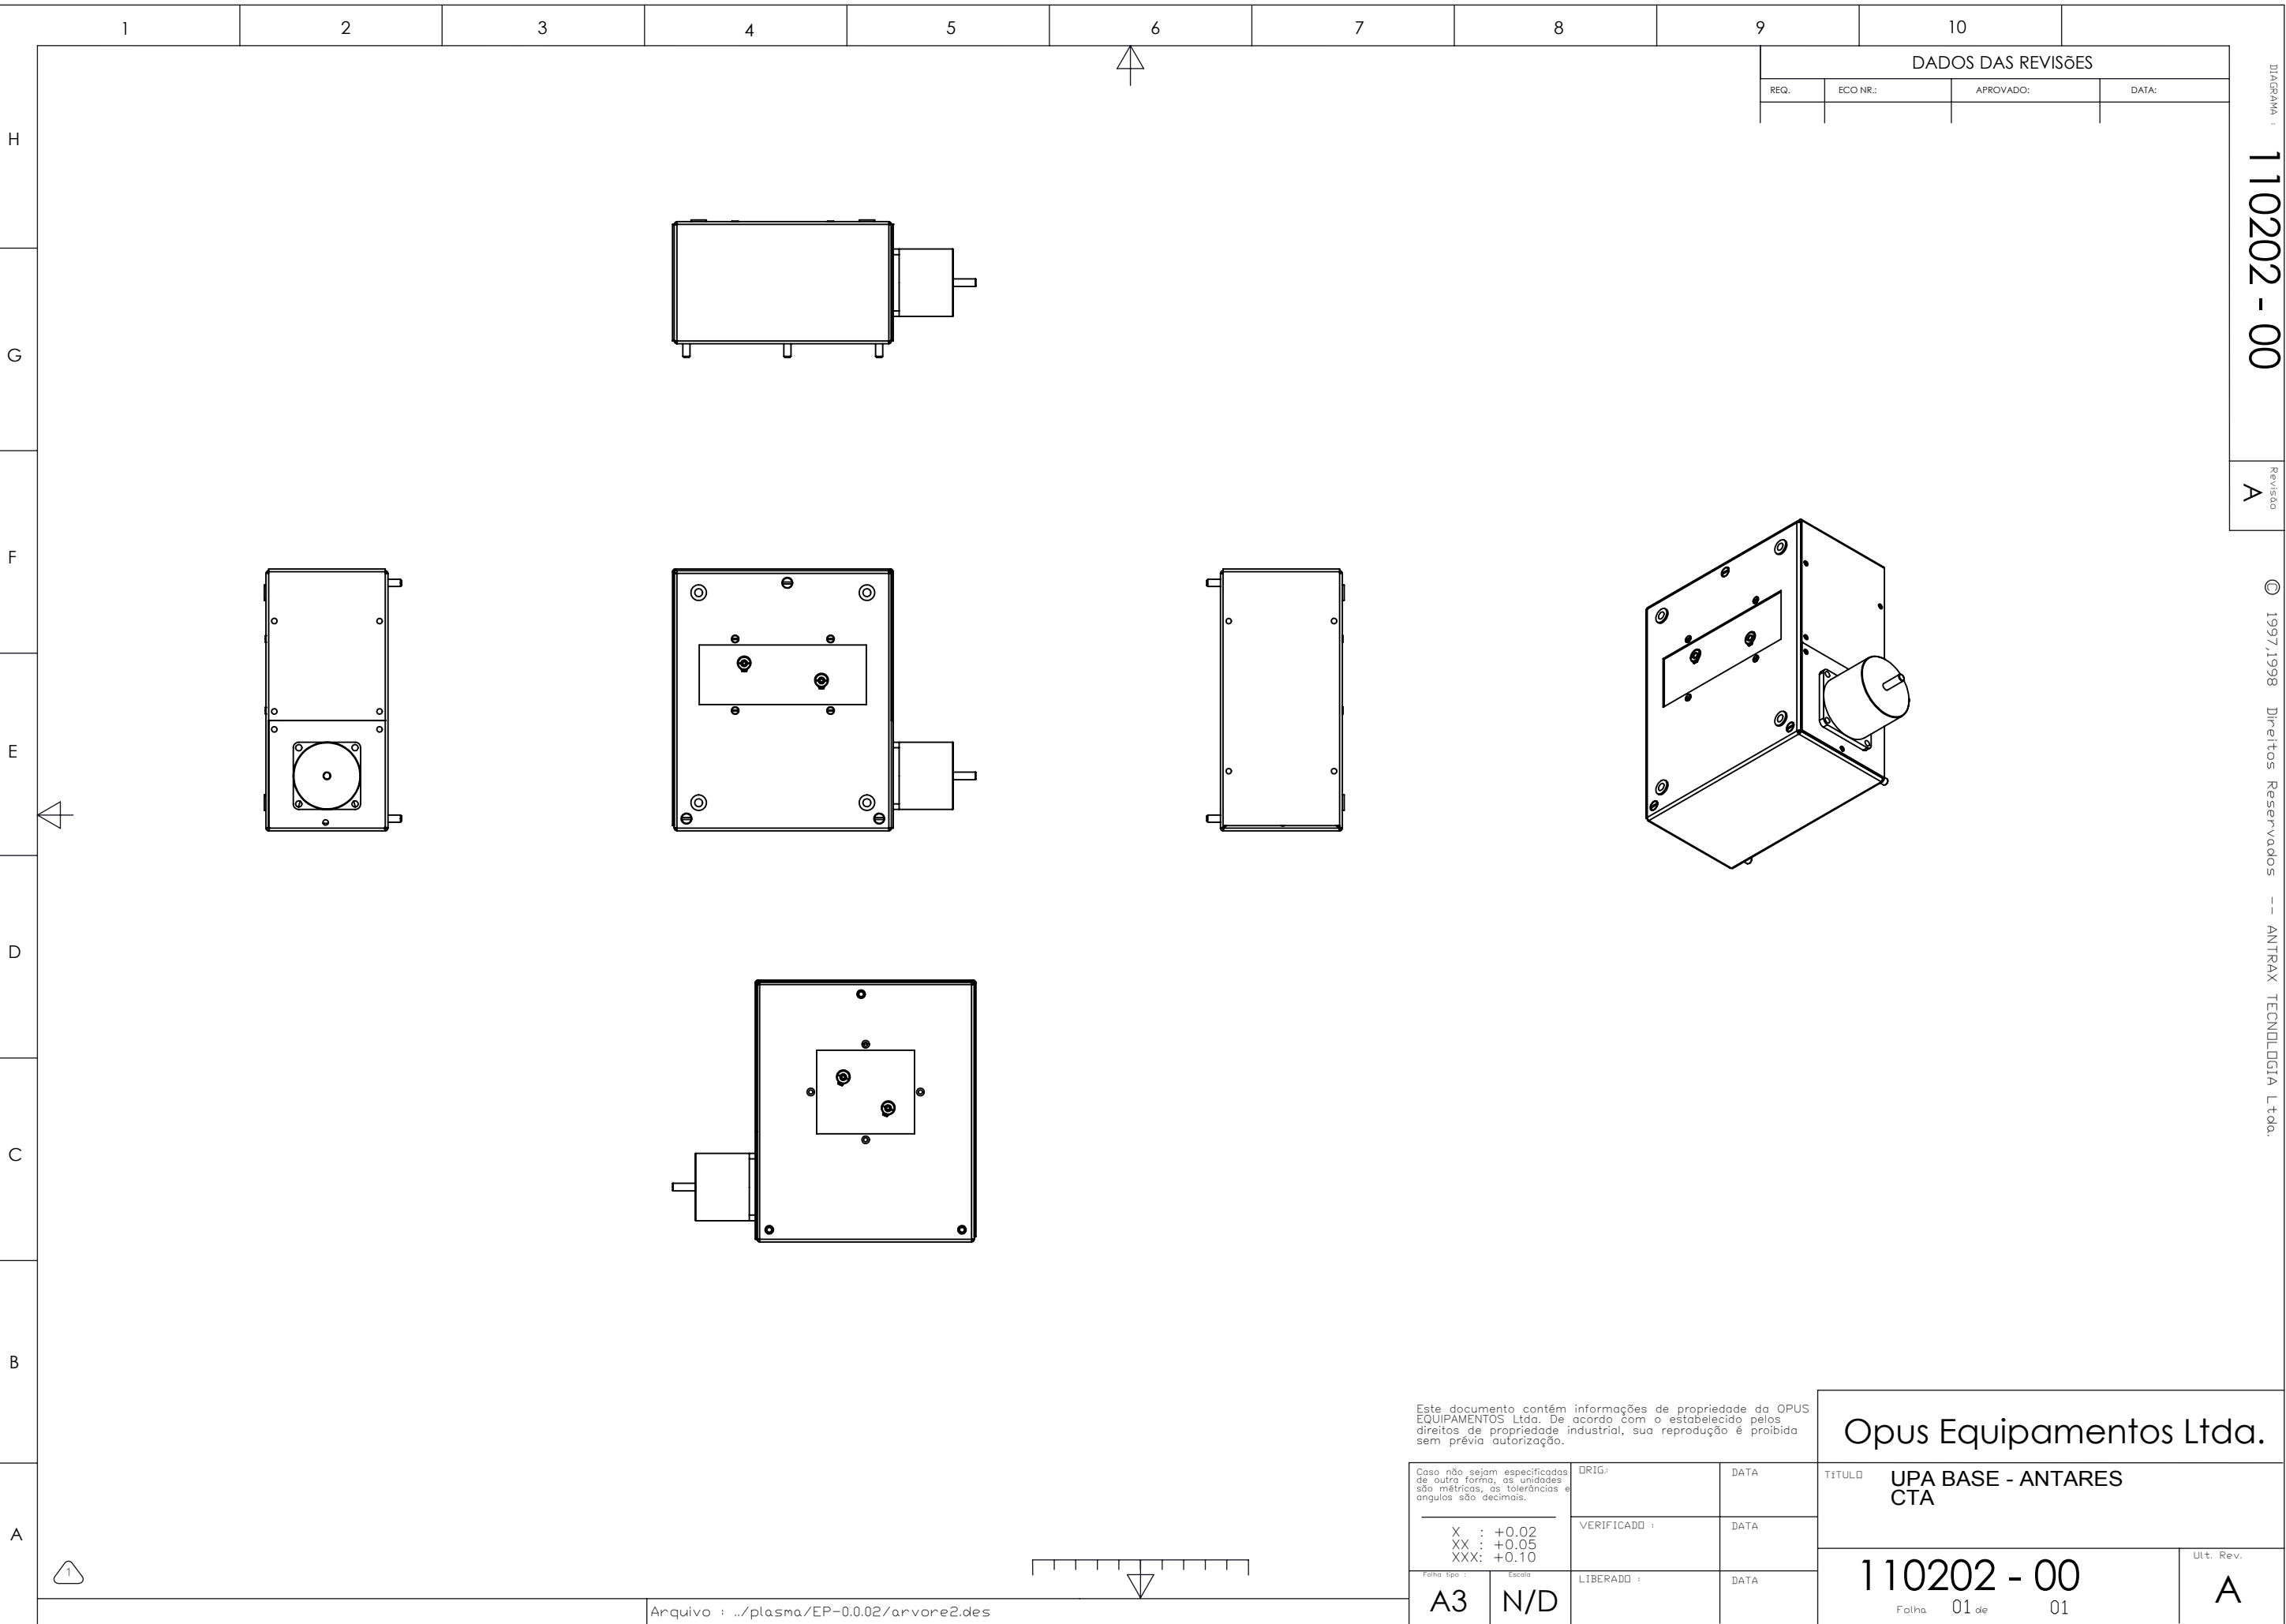 1 2 3 4 5 6 7 8 9 10
DADOS DAS REVISõES
REQ. ECO NR.: APROVADO: DATA:
H
G
F
E
D
C
B
A
DIAGRAMA :
110202 - 00
Revisão
A
© 1997,1998 Direitos Reservados -- ANTRAX TECNOLOGIA Ltda.
1
Arquivo : ../plasma/EP-0.0.02/arvore2.des
Este documento contém informações de propriedade da OPUS
EQUIPAMENTOS Ltda. De acordo com o estabelecido pelos
direitos de propriedade industrial, sua reprodução é proibida
sem prévia autorização.
Opus Equipamentos Ltda.
Caso não sejam especificadas
de outra forma, as unidades
são métricas, as tolerâncias e
angulos são decimais.
X : +0.02
XX : +0.05
XXX: +0.10
ORIG.: DATA
VERIFICADO : DATA
LIBERADO : DATA
Folha tipo :
A3
Escala
N/D
TíTULO
UPA BASE - ANTARES
CTA
110202 - 00
Folha 01 de 01
Ult. Rev.
A